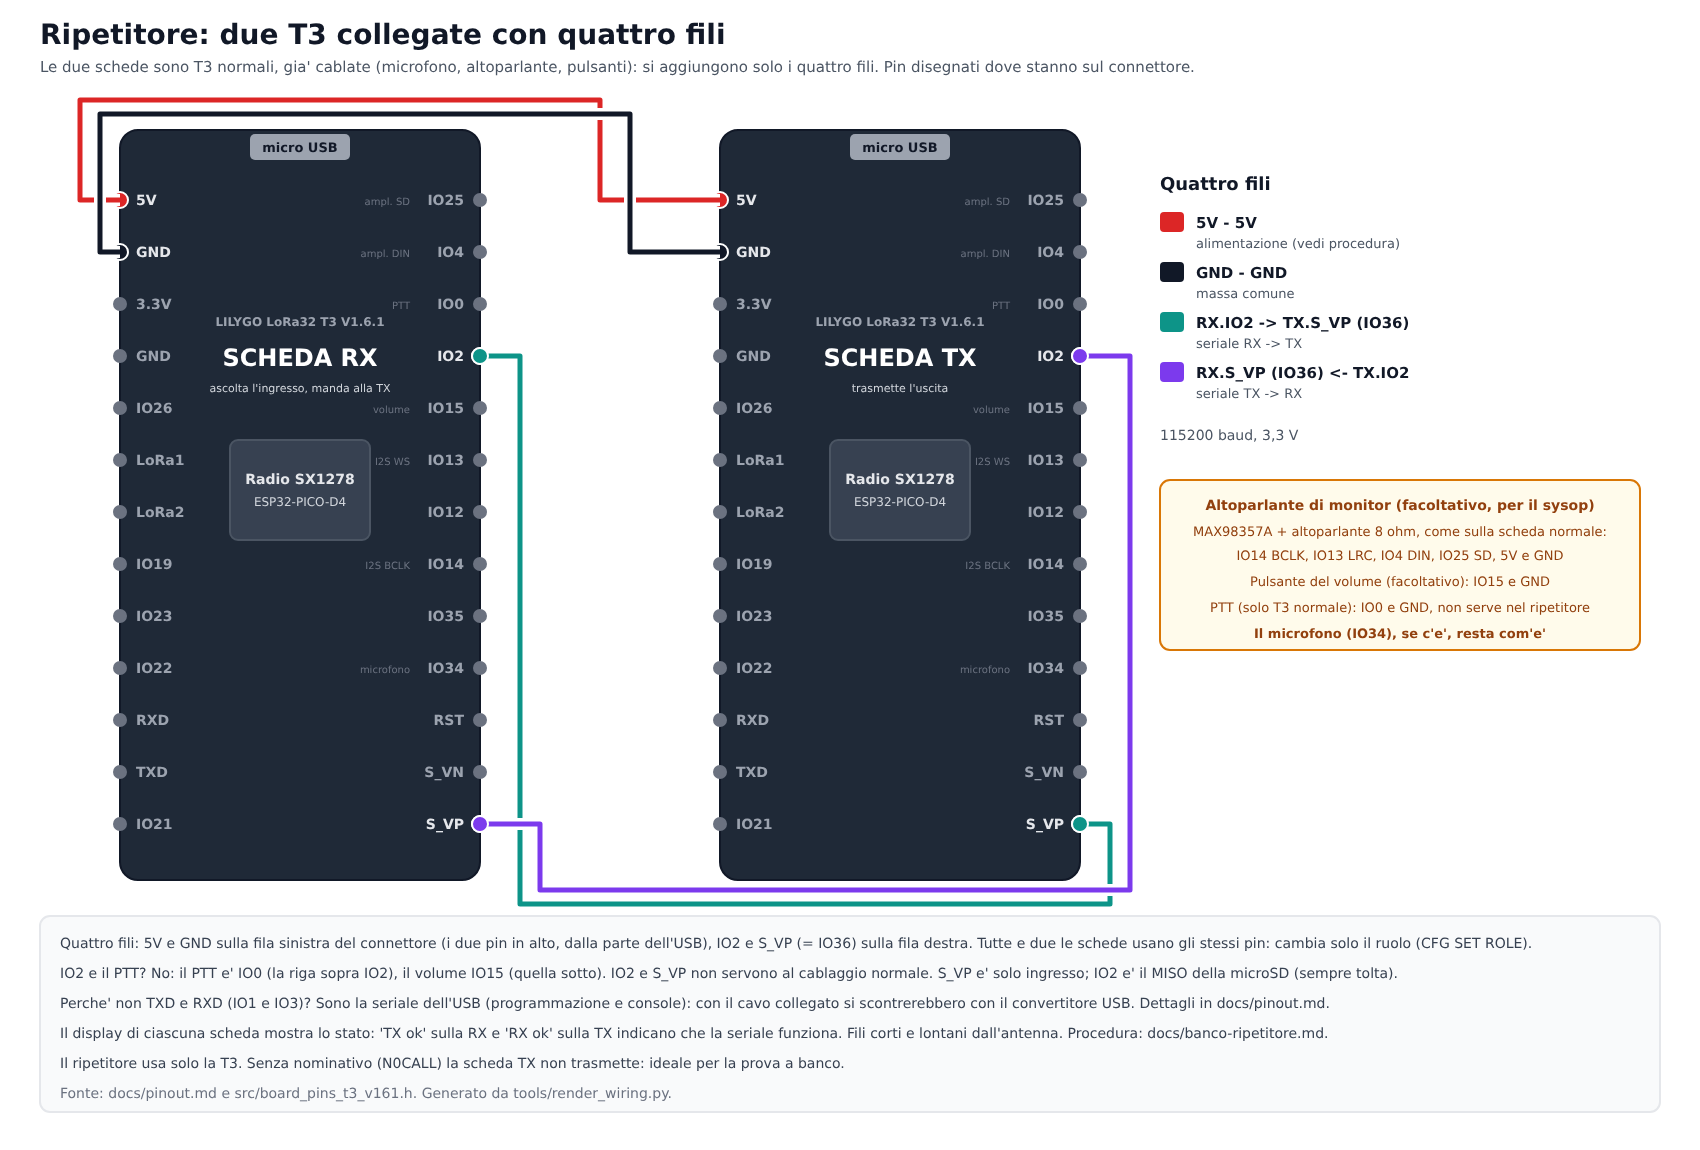 Ripetitore: due T3 collegate con quattro fili
Le due schede sono T3 normali, gia' cablate (microfono, altoparlante, pulsanti): si aggiungono solo i quattro fili. Pin disegnati dove stanno sul connettore.
micro USB
5V
ampl. SD IO25
GND
ampl. DIN IO4
3.3V
PTT IO0
LILYGO LoRa32 T3 V1.6.1
GND
SCHEDA RX
IO2
ascolta l'ingresso, manda alla TX
IO26
volume IO15
LoRa1
I2S WS IO13
Radio SX1278
ESP32-PICO-D4
LoRa2
IO12
IO19
I2S BCLK IO14
IO23
IO35
IO22
microfono IO34
RXD
RST
TXD
S_VN
IO21
S_VP
micro USB
5V
ampl. SD IO25
GND
ampl. DIN IO4
3.3V
PTT IO0
LILYGO LoRa32 T3 V1.6.1
GND
SCHEDA TX
IO2
trasmette l'uscita
IO26
volume IO15
LoRa1
I2S WS IO13
Radio SX1278
ESP32-PICO-D4
LoRa2
IO12
IO19
I2S BCLK IO14
IO23
IO35
IO22
microfono IO34
RXD
RST
TXD
S_VN
IO21
S_VP
Quattro fili
5V - 5V
alimentazione (vedi procedura)
GND - GND
massa comune
RX.IO2 -> TX.S_VP (IO36)
seriale RX -> TX
RX.S_VP (IO36) <- TX.IO2
seriale TX -> RX
115200 baud, 3,3 V
Altoparlante di monitor (facoltativo, per il sysop)
MAX98357A + altoparlante 8 ohm, come sulla scheda normale:
IO14 BCLK, IO13 LRC, IO4 DIN, IO25 SD, 5V e GND
Pulsante del volume (facoltativo): IO15 e GND
PTT (solo T3 normale): IO0 e GND, non serve nel ripetitore
Il microfono (IO34), se c'e', resta com'e'
Quattro fili: 5V e GND sulla fila sinistra del connettore (i due pin in alto, dalla parte dell'USB), IO2 e S_VP (= IO36) sulla fila destra. Tutte e due le schede usano gli stessi pin: cambia solo il ruolo (CFG SET ROLE).
IO2 e il PTT? No: il PTT e' IO0 (la riga sopra IO2), il volume IO15 (quella sotto). IO2 e S_VP non servono al cablaggio normale. S_VP e' solo ingresso; IO2 e' il MISO della microSD (sempre tolta).
Perche' non TXD e RXD (IO1 e IO3)? Sono la seriale dell'USB (programmazione e console): con il cavo collegato si scontrerebbero con il convertitore USB. Dettagli in docs/pinout.md.
Il display di ciascuna scheda mostra lo stato: 'TX ok' sulla RX e 'RX ok' sulla TX indicano che la seriale funziona. Fili corti e lontani dall'antenna. Procedura: docs/banco-ripetitore.md.
Il ripetitore usa solo la T3. Senza nominativo (N0CALL) la scheda TX non trasmette: ideale per la prova a banco.
Fonte: docs/pinout.md e src/board_pins_t3_v161.h. Generato da tools/render_wiring.py.